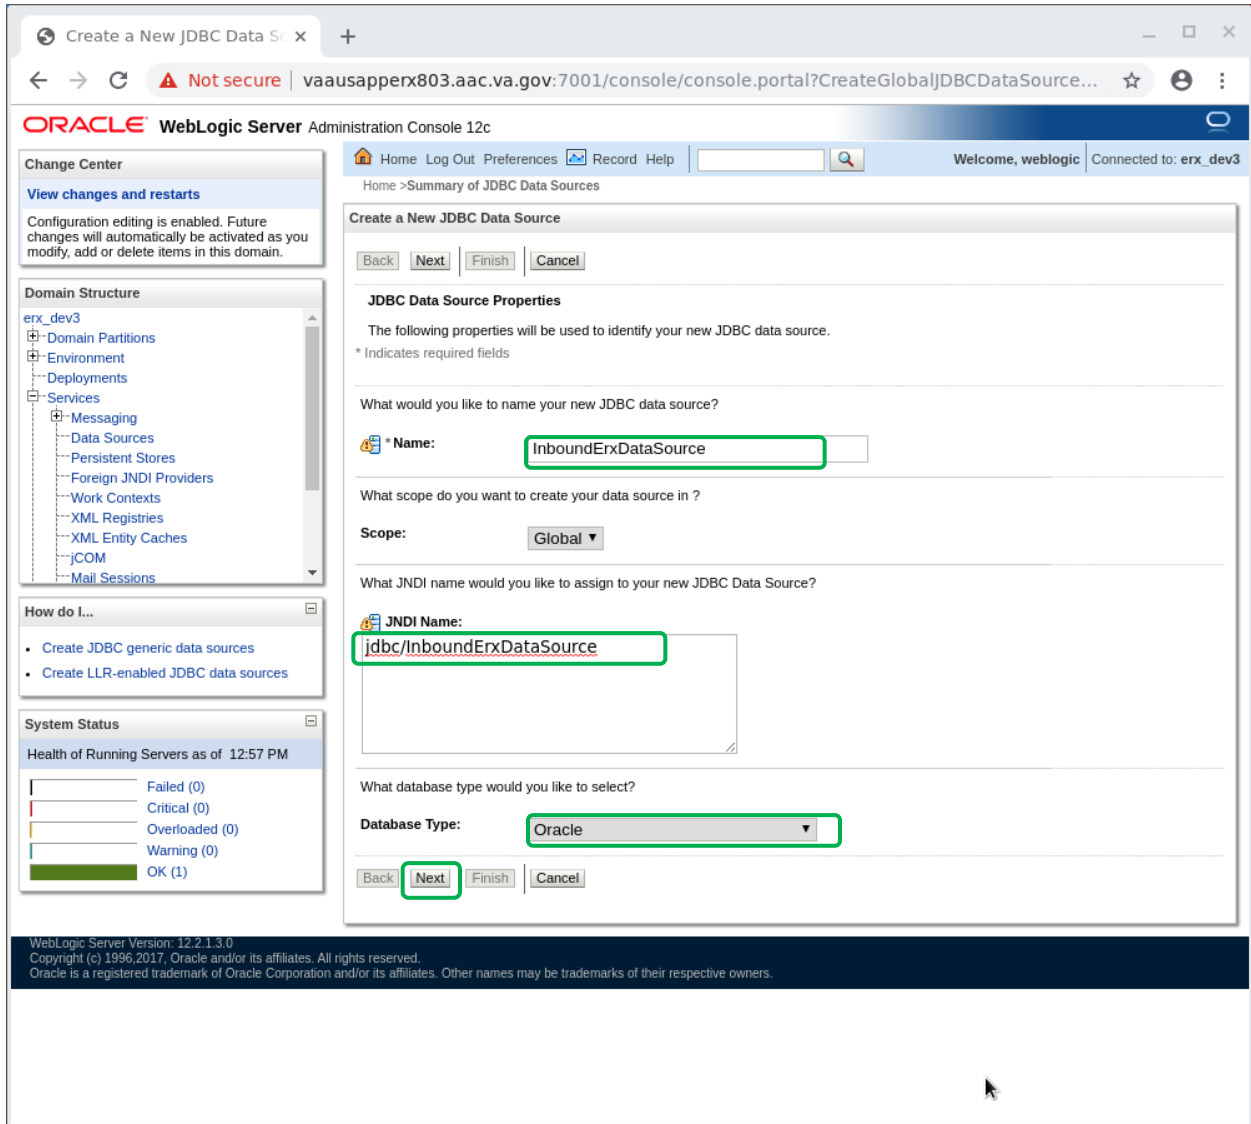 Create a New JDBC Data S
Not secure | vaausapperx803.aac.va.gov:7001/console/console.portal?CreateGlobalJDBCDataSource...
ORACLE WebLogic Server Administration Console 12c
Change Center
View changes and restarts
Configuration editing is enabled. Future
changes will automatically be activated as you
modify, add or delete items in this domain.
Domain Structure
erx_dev3
Domain Partitions
Environment
Deployments
Services
Messaging
Data Sources
Persistent Stores
Foreign JNDI Providers
Work Contexts
XML Registries
XML Entity Caches
jCOM
Mail Sessions
How do I...
Create JDBC generic data sources
Create LLR-enabled JDBC data sources
System Status
Health of Running Servers as of 12:57 PM
Failed (0)
Critical (0)
Overloaded (0)
Warning (0)
OK (1)
Home Log Out Preferences Record Help
Welcome, weblogic Connected to: erx_dev3
Home >Summary of JDBC Data Sources
Create a New JDBC Data Source
Back Next Finish Cancel
JDBC Data Source Properties
The following properties will be used to identify your new JDBC data source.
* Indicates required fields
What would you like to name your new JDBC data source?
* Name: InboundErxDataSource
What scope do you want to create your data source in ?
Scope: Global
What JNDI name would you like to assign to your new JDBC Data Source?
JNDI Name:
jdbc/InboundErxDataSource
What database type would you like to select?
Database Type: Oracle
Back Next Finish Cancel
WebLogic Server Version: 12.2.1.3.0
Copyright (c) 1996,2017, Oracle and/or its affiliates. All rights reserved.
Oracle is a registered trademark of Oracle Corporation and/or its affiliates. Other names may be trademarks of their respective owners.